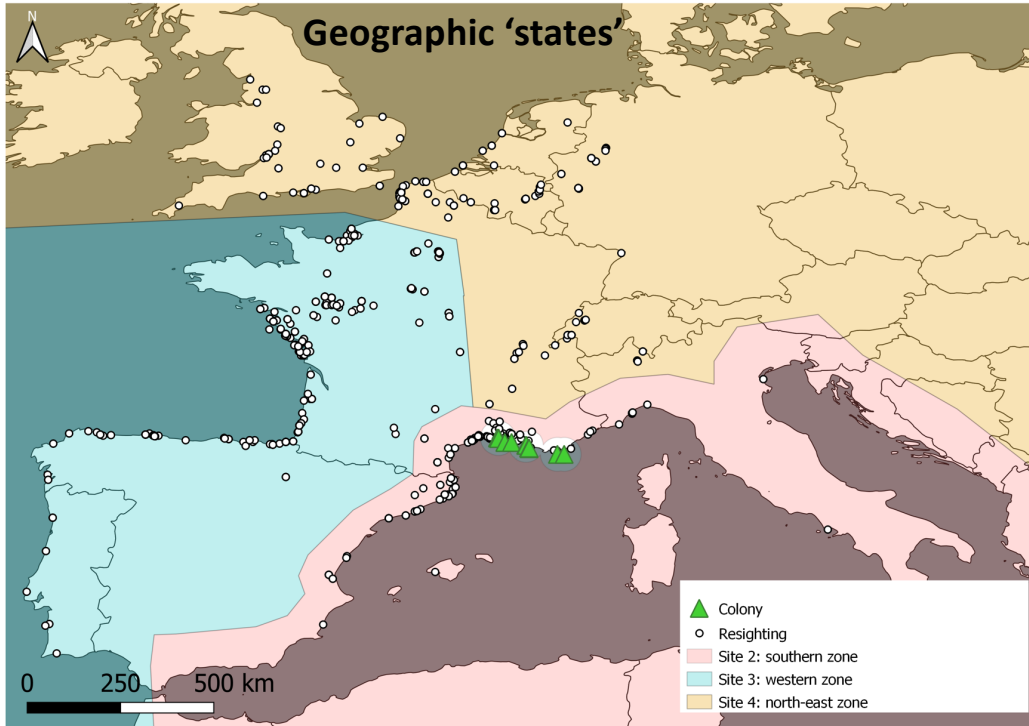 Geographic ‘states’
N
Colony
Resighting
Site 2: southern zone
Site 3: western zone
Site 4: north-east zone
0 250 500 km